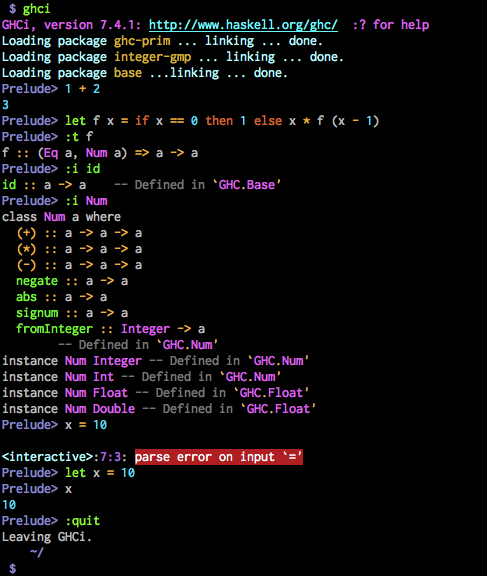 $ ghci
GHCi, version 7.4.1: http://www.haskell.org/ghc/  :? for help
Loading package ghc-prim ... linking ... done.
Loading package integer-gmp ... linking ... done.
Loading package base ...linking ... done.
Prelude> 1 + 2
3
Prelude> let f x = if x == 0 then 1 else x * f (x - 1)
Prelude> :t f
f :: (Eq a, Num a) => a -> a
Prelude> :i id
id :: a -> a    -- Defined in `GHC.Base'
Prelude> :i Num
class Num a where
  (+) :: a -> a -> a
  (*) :: a -> a -> a
  (-) :: a -> a -> a
  negate :: a -> a
  abs :: a -> a
  signum :: a -> a
  fromInteger :: Integer -> a
        -- Defined in `GHC.Num'
instance Num Integer -- Defined in `GHC.Num'
instance Num Int -- Defined in `GHC.Num'
instance Num Float -- Defined in `GHC.Float'
instance Num Double -- Defined in `GHC.Float'
Prelude> x = 10
<interactive>:7:3: parse error on input `='
Prelude> let x = 10
Prelude> x
10
Prelude> :quit
Leaving GHCi.
    ~/
$